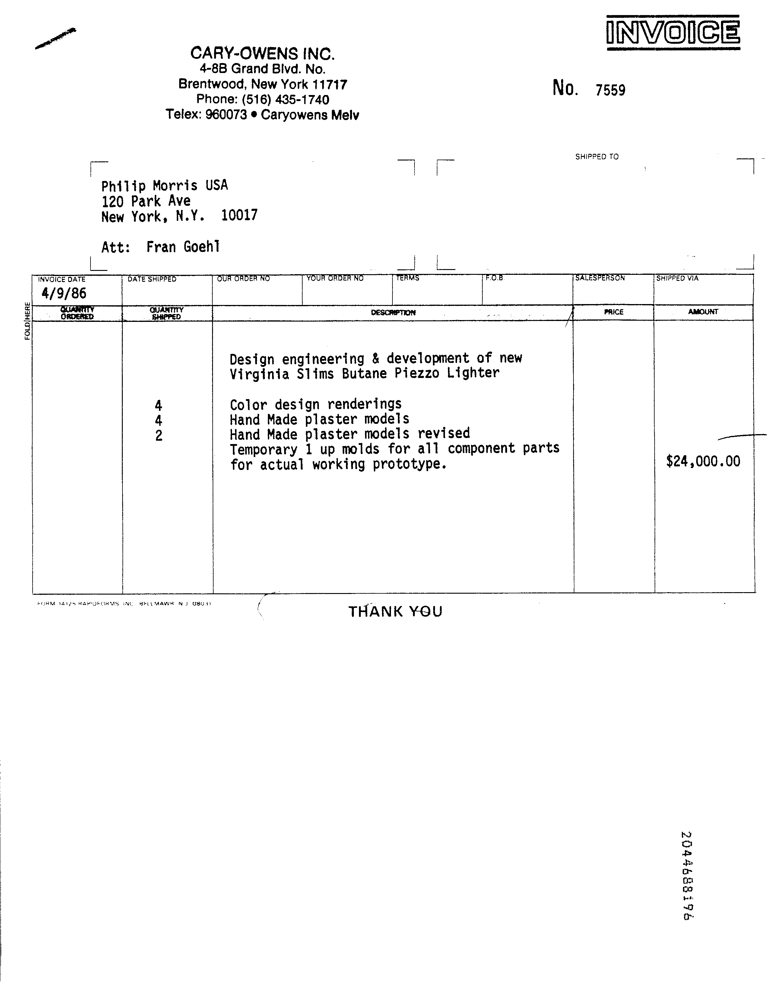 INVOICE
CARY-OWENS INC.
4-8B Grand Blvd. No.
Brentwood, New York 11717
Phone: (516) 435-1740
Telex: 960073 • Caryowens Melv
No. 7559
SHIPPED TO
Philip Morris USA
120 Park Ave
New York, N.Y. 10017
Att: Fran Goehl
INVOICE DATE DATE SHIPPED OUR ORDER NO YOUR ORDER NO TERMS F.O.B SALESPERSON SHIPPED VIA
4/9/86
FOLD HERE
QUANTITY ORDERED QUANTITY SHIPPED DESCRIPTION PRICE AMOUNT
Design engineering & development of new
Virginia Slims Butane Piezzo Lighter
4 Color design renderings
4 Hand Made plaster models
2 Hand Made plaster models revised
Temporary 1 up molds for all component parts
for actual working prototype. $24,000.00
FORM 14125 RAPIDFORMS, INC. BELLMAWR N.J. 08031
THANK YOU
2044688196